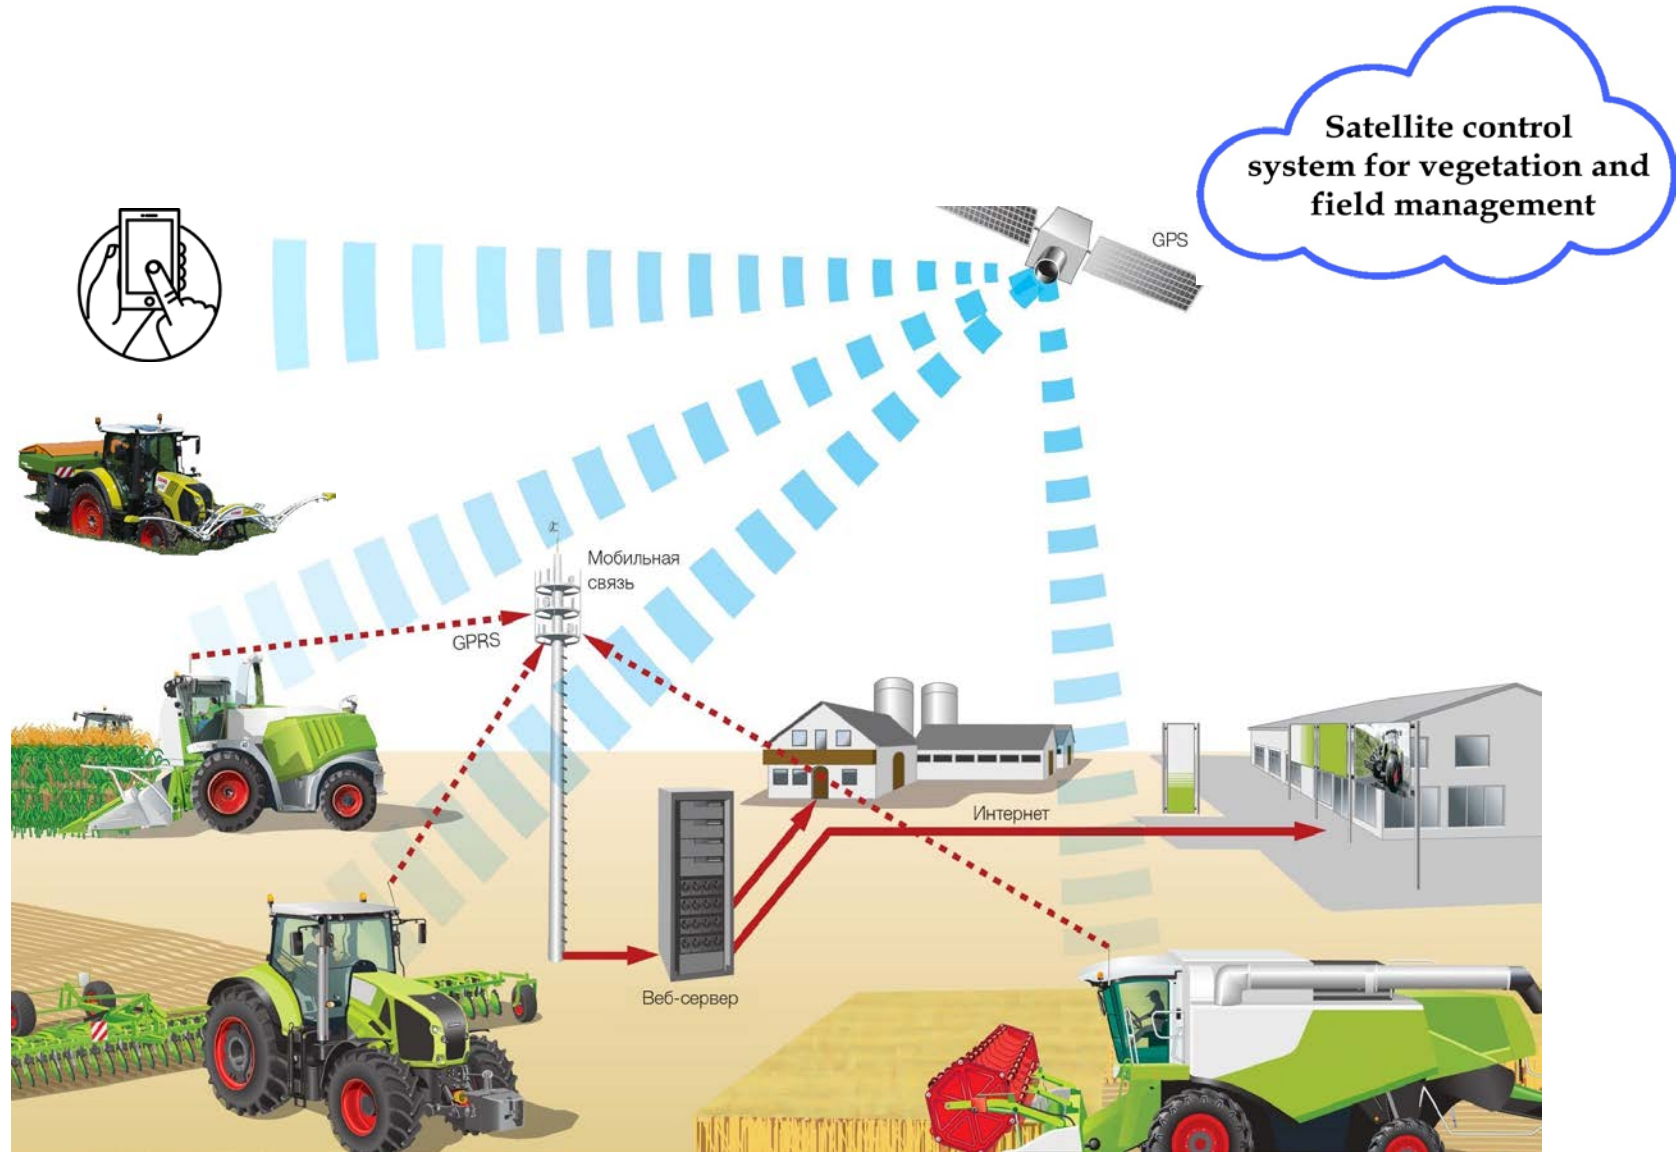 Satellite control
system for vegetation and
field management
GPS
Мобильная
связь
GPRS
Интернет
Веб-сервер